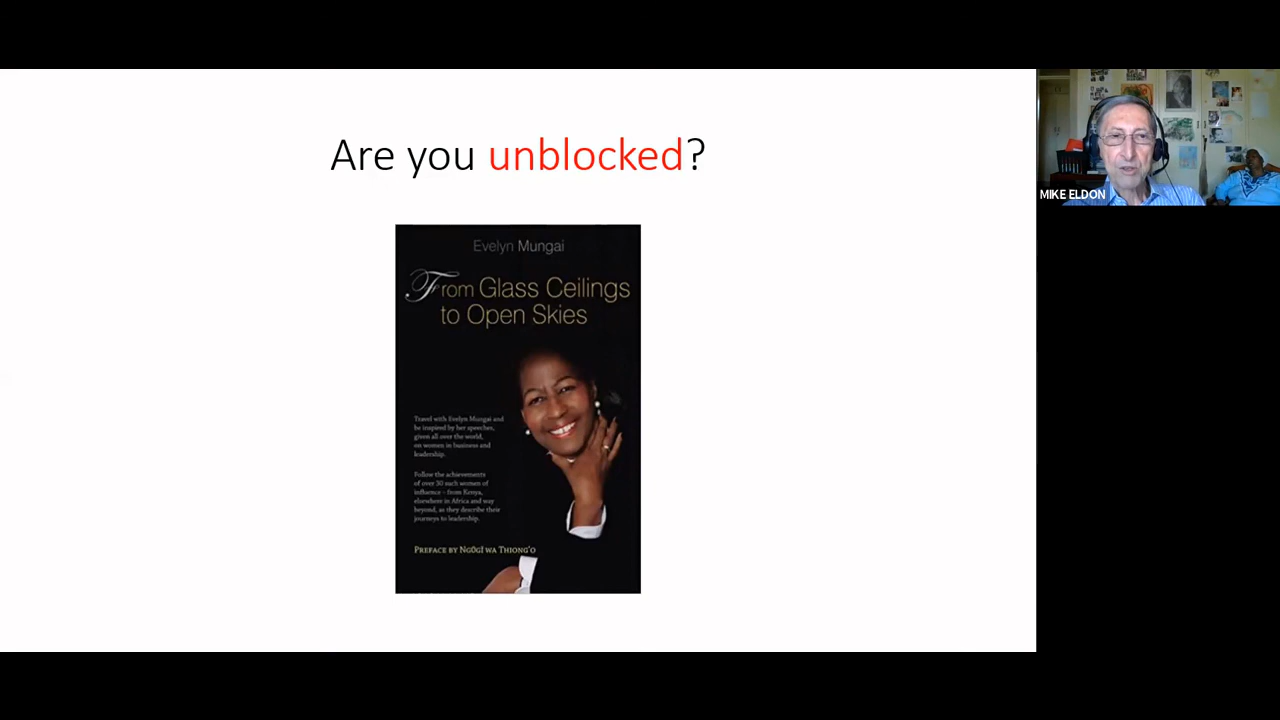 Are you unblocked?
Evelyn Mungai
From Glass Ceilings
to Open Skies
Travel with Evelyn Mungai and
be inspired by her speeches,
given all over the world,
on women in business and
leadership.
Follow the achievements
of over 30 such women of
influence – from Kenya,
elsewhere in Africa and way
beyond, as they describe their
journeys to leadership.
PREFACE BY NGŨGĨ WA THIONG'O
MIKE ELDON